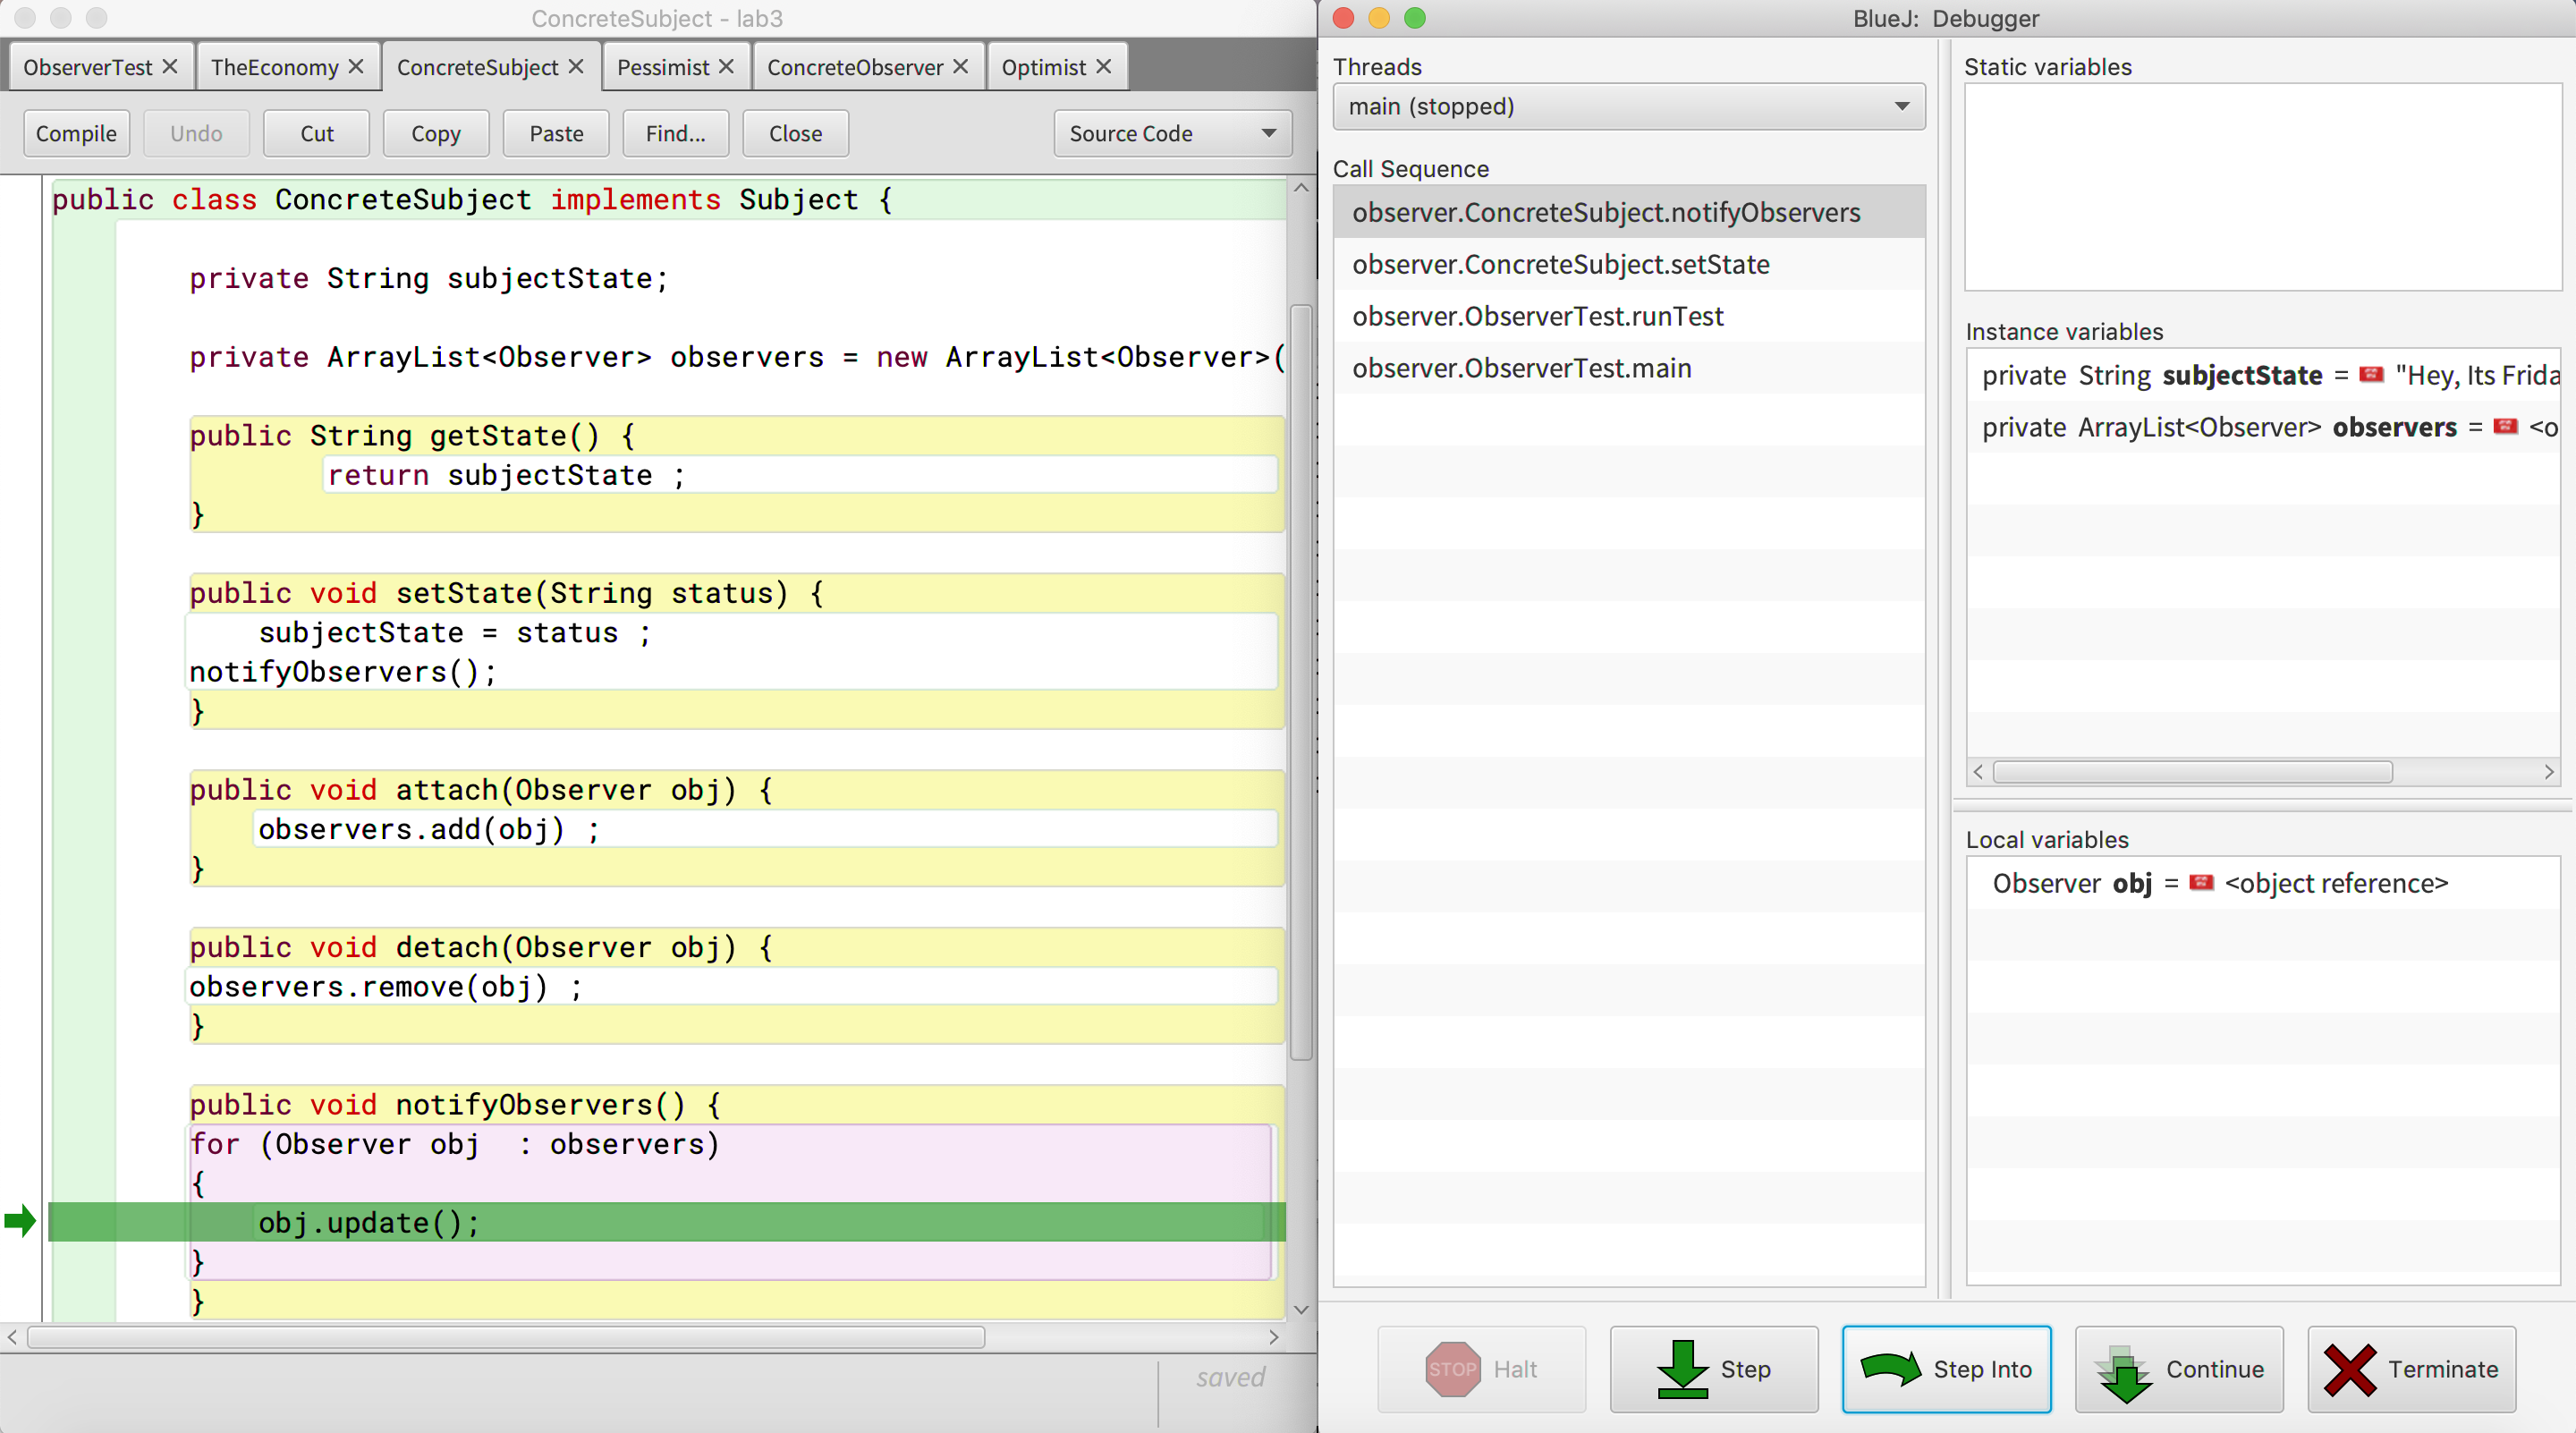 ConcreteSubject - lab3
ObserverTest
TheEconomy
ConcreteSubject
Pessimist
ConcreteObserver
Optimist
Compile
Undo
Cut
Copy
Paste
Find...
Close
Source Code
public class ConcreteSubject implements Subject {
private String subjectState;
private ArrayList<Observer> observers = new ArrayList<Observer>(
public String getState() {
return subjectState ;
}
public void setState(String status) {
subjectState = status ;
notifyObservers();
}
public void attach(Observer obj) {
observers.add(obj) ;
}
public void detach(Observer obj) {
observers.remove(obj) ;
}
public void notifyObservers() {
for (Observer obj  : observers)
{
obj.update();
}
}
saved
BlueJ:  Debugger
Threads
main (stopped)
Call Sequence
observer.ConcreteSubject.notifyObservers
observer.ConcreteSubject.setState
observer.ObserverTest.runTest
observer.ObserverTest.main
Static variables
Instance variables
private String subjectState = "Hey, Its Frida
private ArrayList<Observer> observers = <o
Local variables
Observer obj = <object reference>
STOP Halt
Step
Step Into
Continue
Terminate